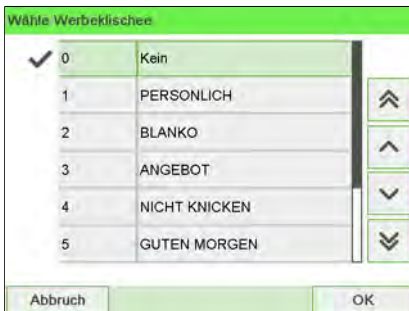 Wähle Werbeklischee
0 Kein
1 PERSONLICH
2 BLANKO
3 ANGEBOT
4 NICHT KNICKEN
5 GUTEN MORGEN
Abbruch OK